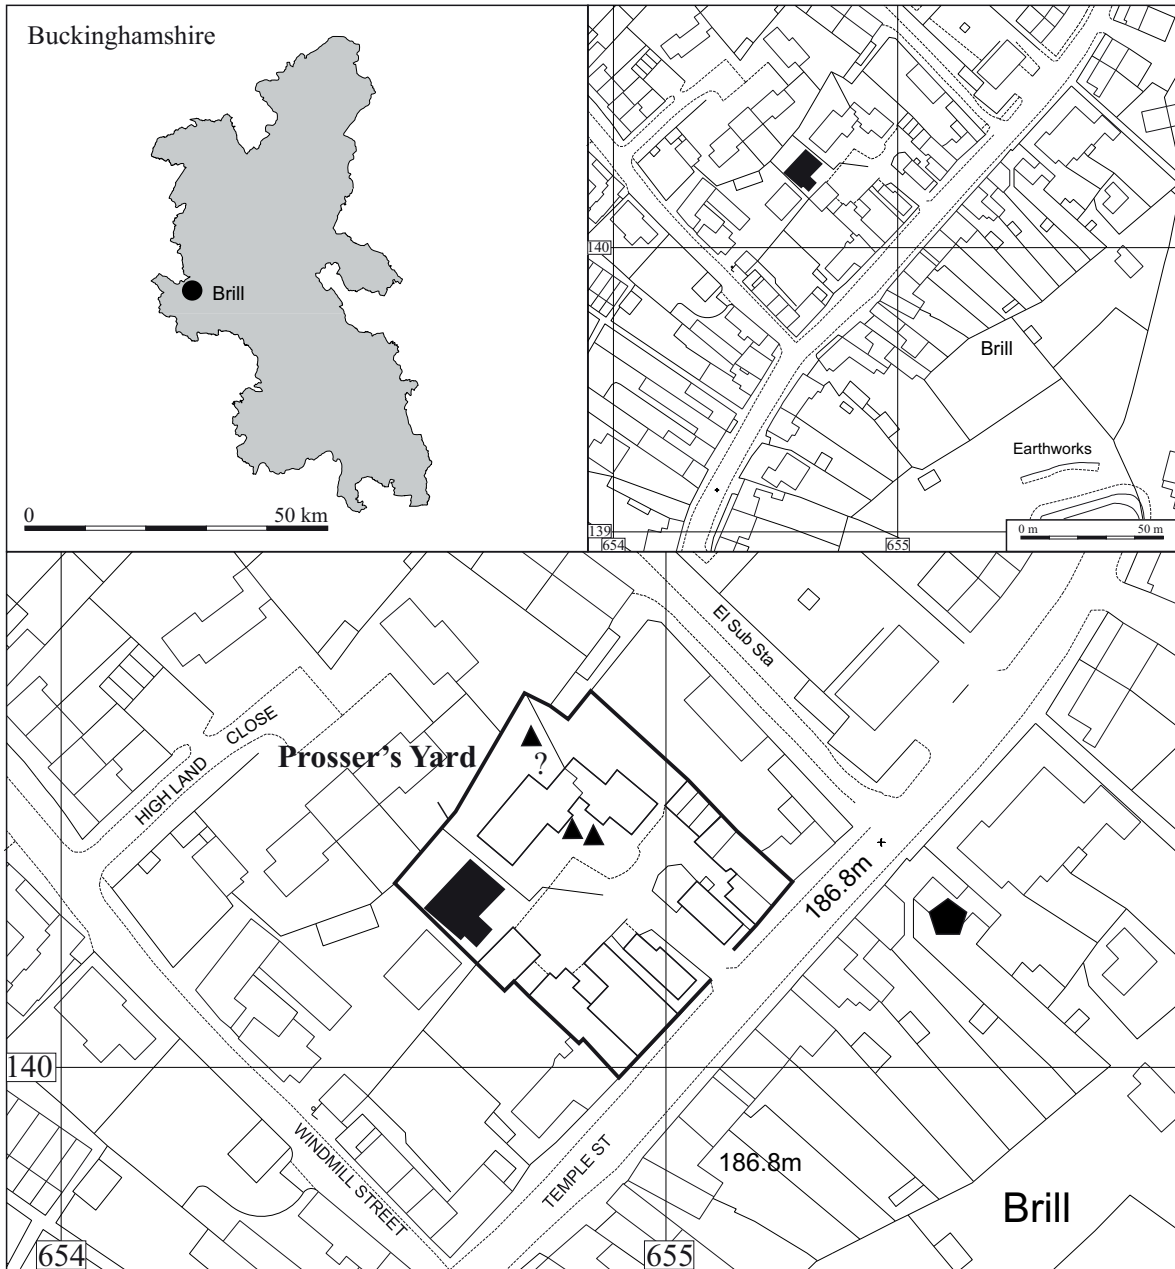 Buckinghamshire
Brill
0
50 km
140
Brill
Earthworks
139
654
655
0 m
50 m
El Sub Sta
HIGH LAND CLOSE
Prosser's Yard
?
186.8m
140
WINDMILL STREET
TEMPLE ST
186.8m
Brill
654
655